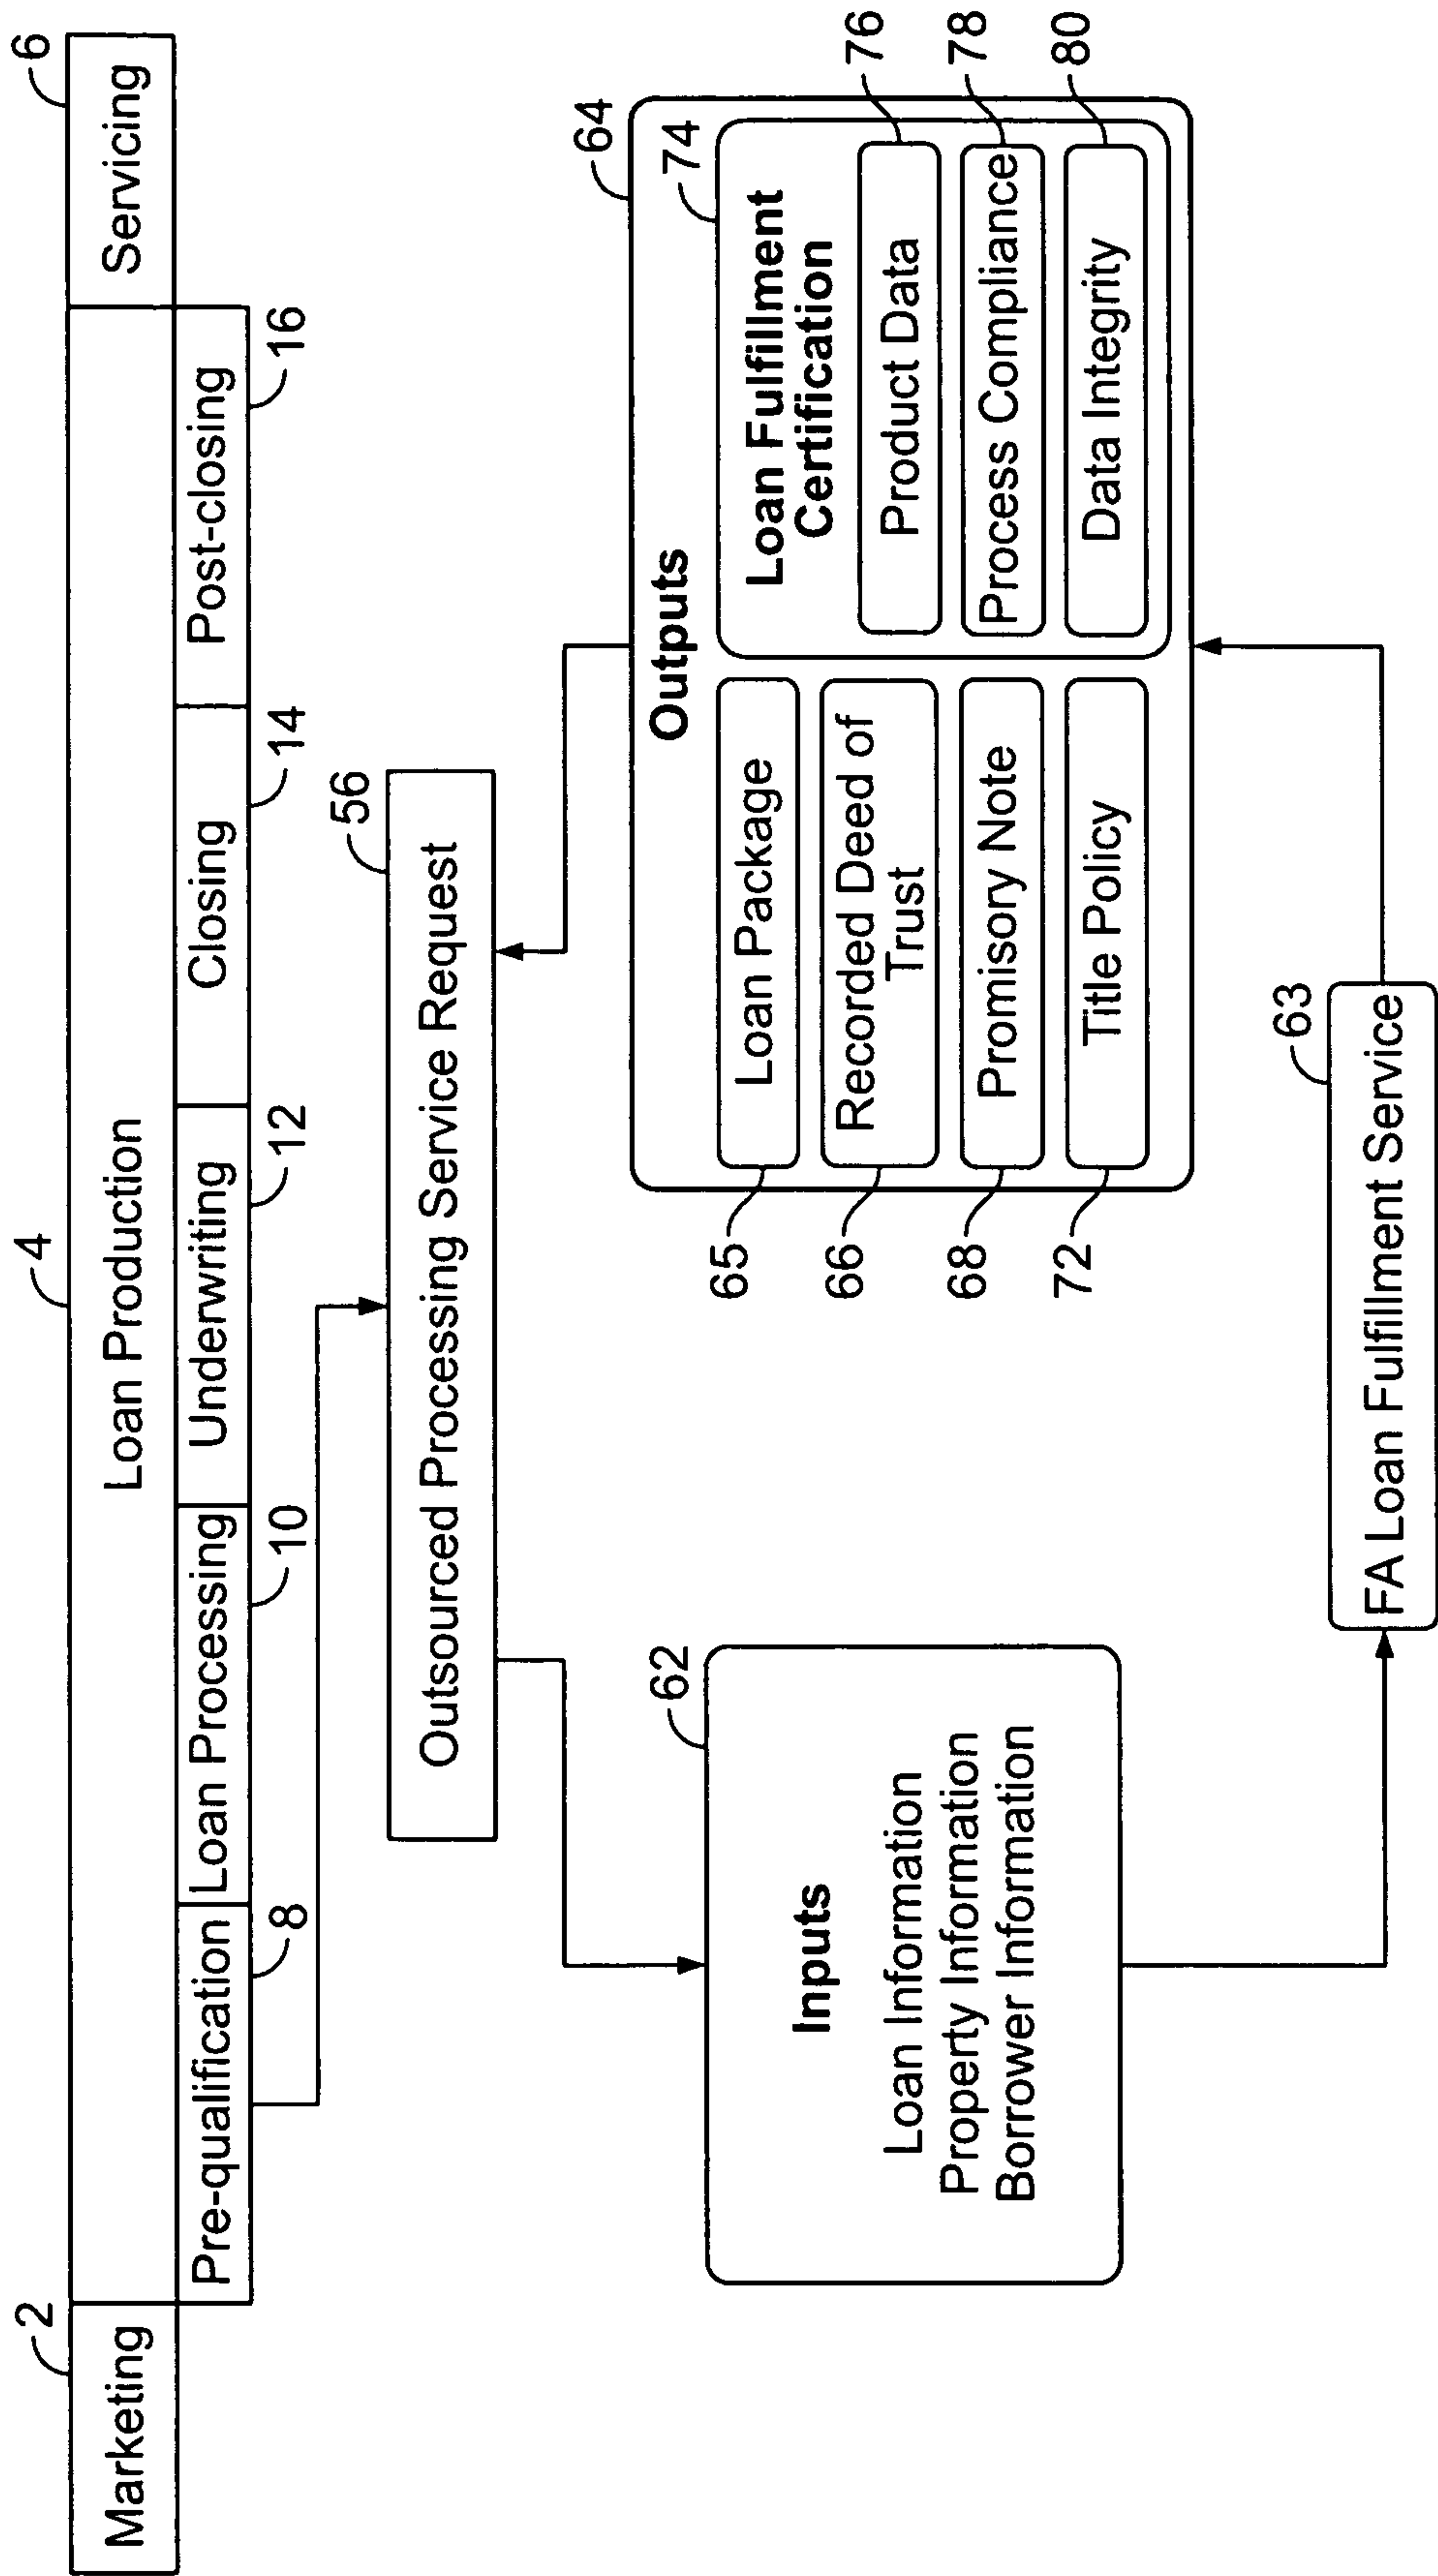 2
4
6
Marketing
Loan Production
Servicing
Pre-qualification
Loan Processing
Underwriting
Closing
Post-closing
8
10
12
14
16
56
Outsourced Processing Service Request
62
Inputs
Loan Information
Property Information
Borrower Information
64
Outputs
65
Loan Package
66
Recorded Deed of
Trust
68
Promisory Note
72
Title Policy
74
Loan Fulfillment
Certification
Product Data
76
Process Compliance
78
Data Integrity
80
63
FA Loan Fulfillment Service